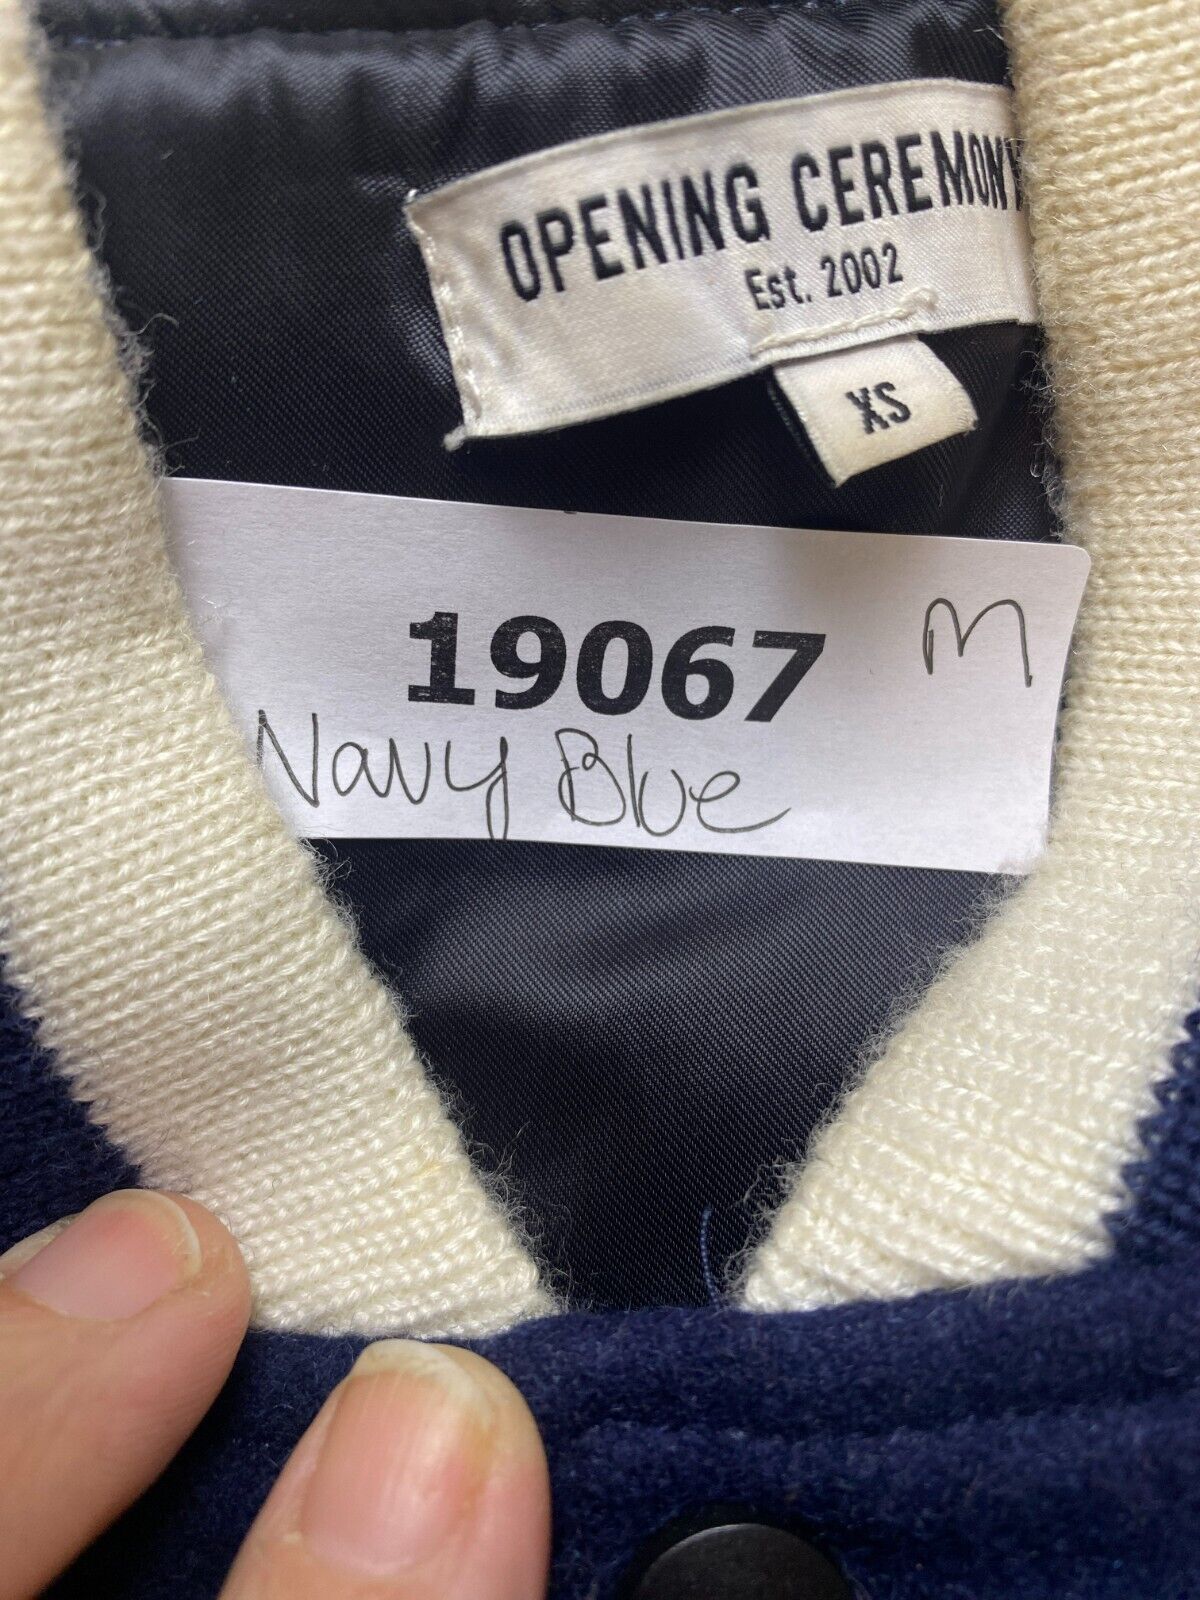 OPENING CEREMONY
Est. 2002
XS
19067 M
Navy Blue